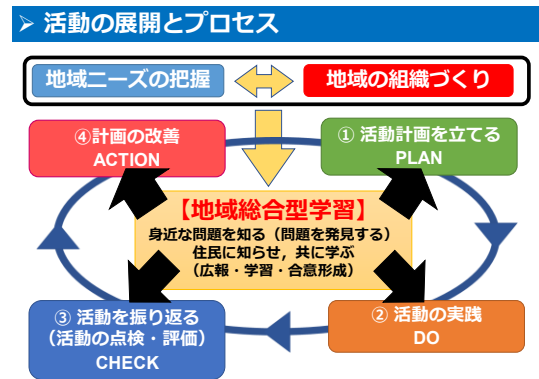 ➢ 活動の展開とプロセス
地域ニーズの把握
地域の組織づくり
④計画の改善
ACTION
① 活動計画を立てる
PLAN
【地域総合型学習】
身近な問題を知る（問題を発見する）
住民に知らせ，共に学ぶ
（広報・学習・合意形成）
③ 活動を振り返る
（活動の点検・評価）
CHECK
② 活動の実践
DO